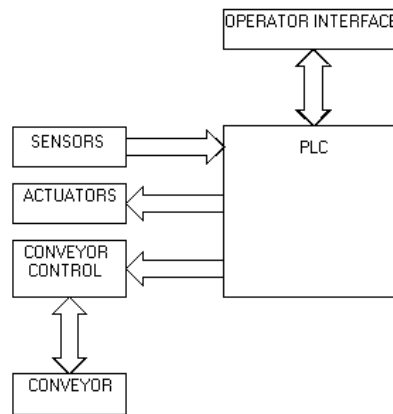 OPERATOR INTERFACE
SENSORS
PLC
ACTUATORS
CONVEYOR
CONTROL
CONVEYOR